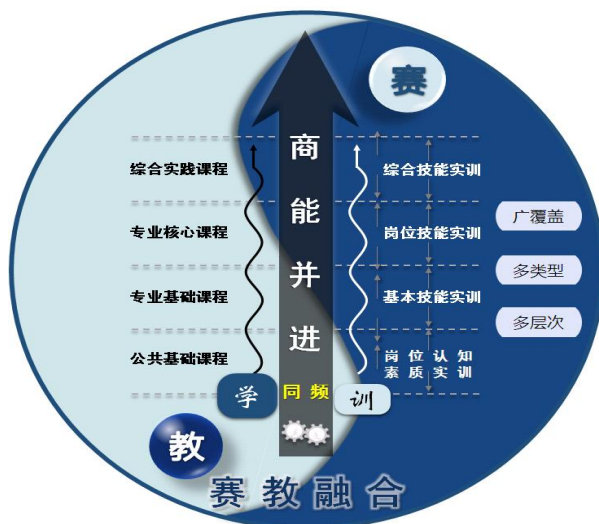 赛
商能并进
综合实践课程
专业核心课程
专业基础课程
公共基础课程
综合技能实训
岗位技能实训
基本技能实训
岗位认知
素质实训
广覆盖
多类型
多层次
学
同频
训
教
赛教融合